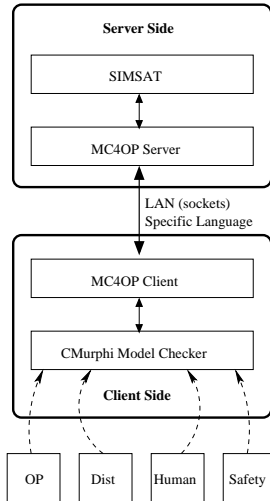 Server Side
SIMSAT
MC4OP Server
LAN (sockets)
Specific Language
MC4OP Client
CMurphi Model Checker
Client Side
OP Dist Human Safety